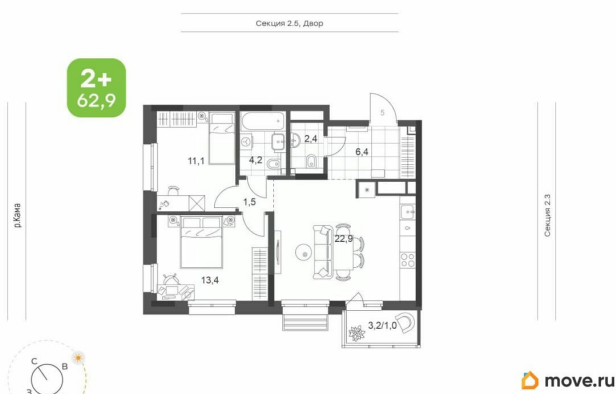 Секция 2.5, Двор
2+
62,9
11,1
4,2
2,4
6,4
1,5
22,9
13,4
3,2/1,0
р.Кама
Секция 2.3
С
В
З
move.ru